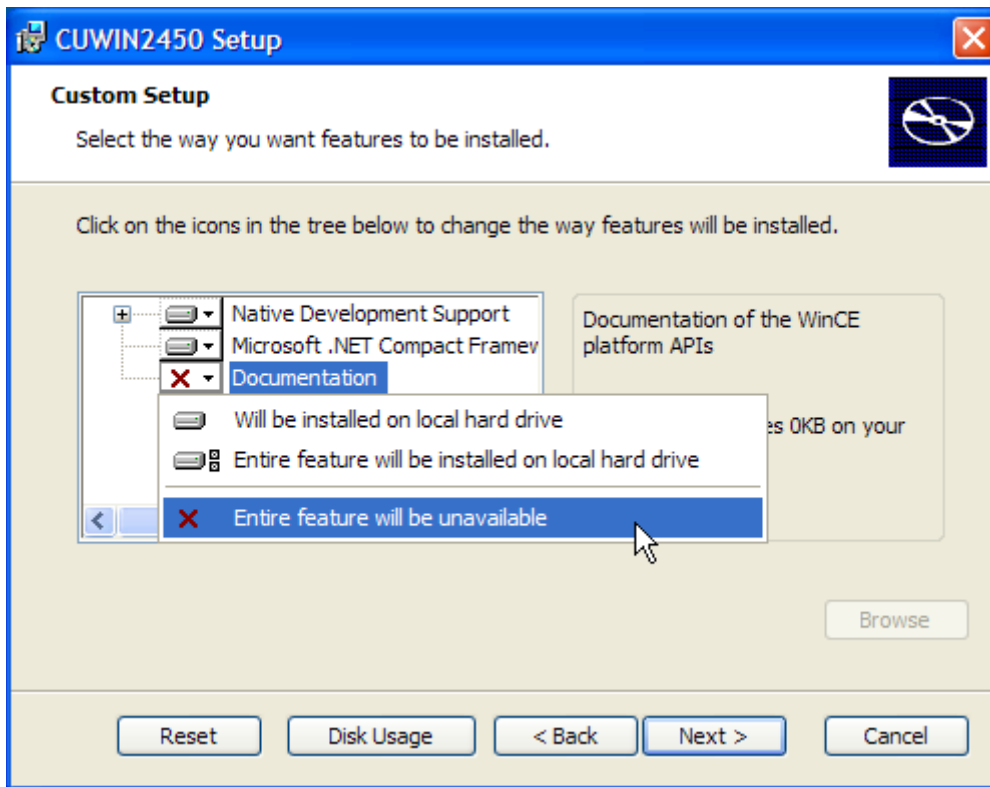 CUWIN2450 Setup
Custom Setup
Select the way you want features to be installed.
Click on the icons in the tree below to change the way features will be installed.
Native Development Support
Microsoft .NET Compact Framew
Documentation
Documentation of the WinCE
platform APIs
Will be installed on local hard drive
es 0KB on your
Entire feature will be installed on local hard drive
Entire feature will be unavailable
Browse
Reset
Disk Usage
< Back
Next >
Cancel